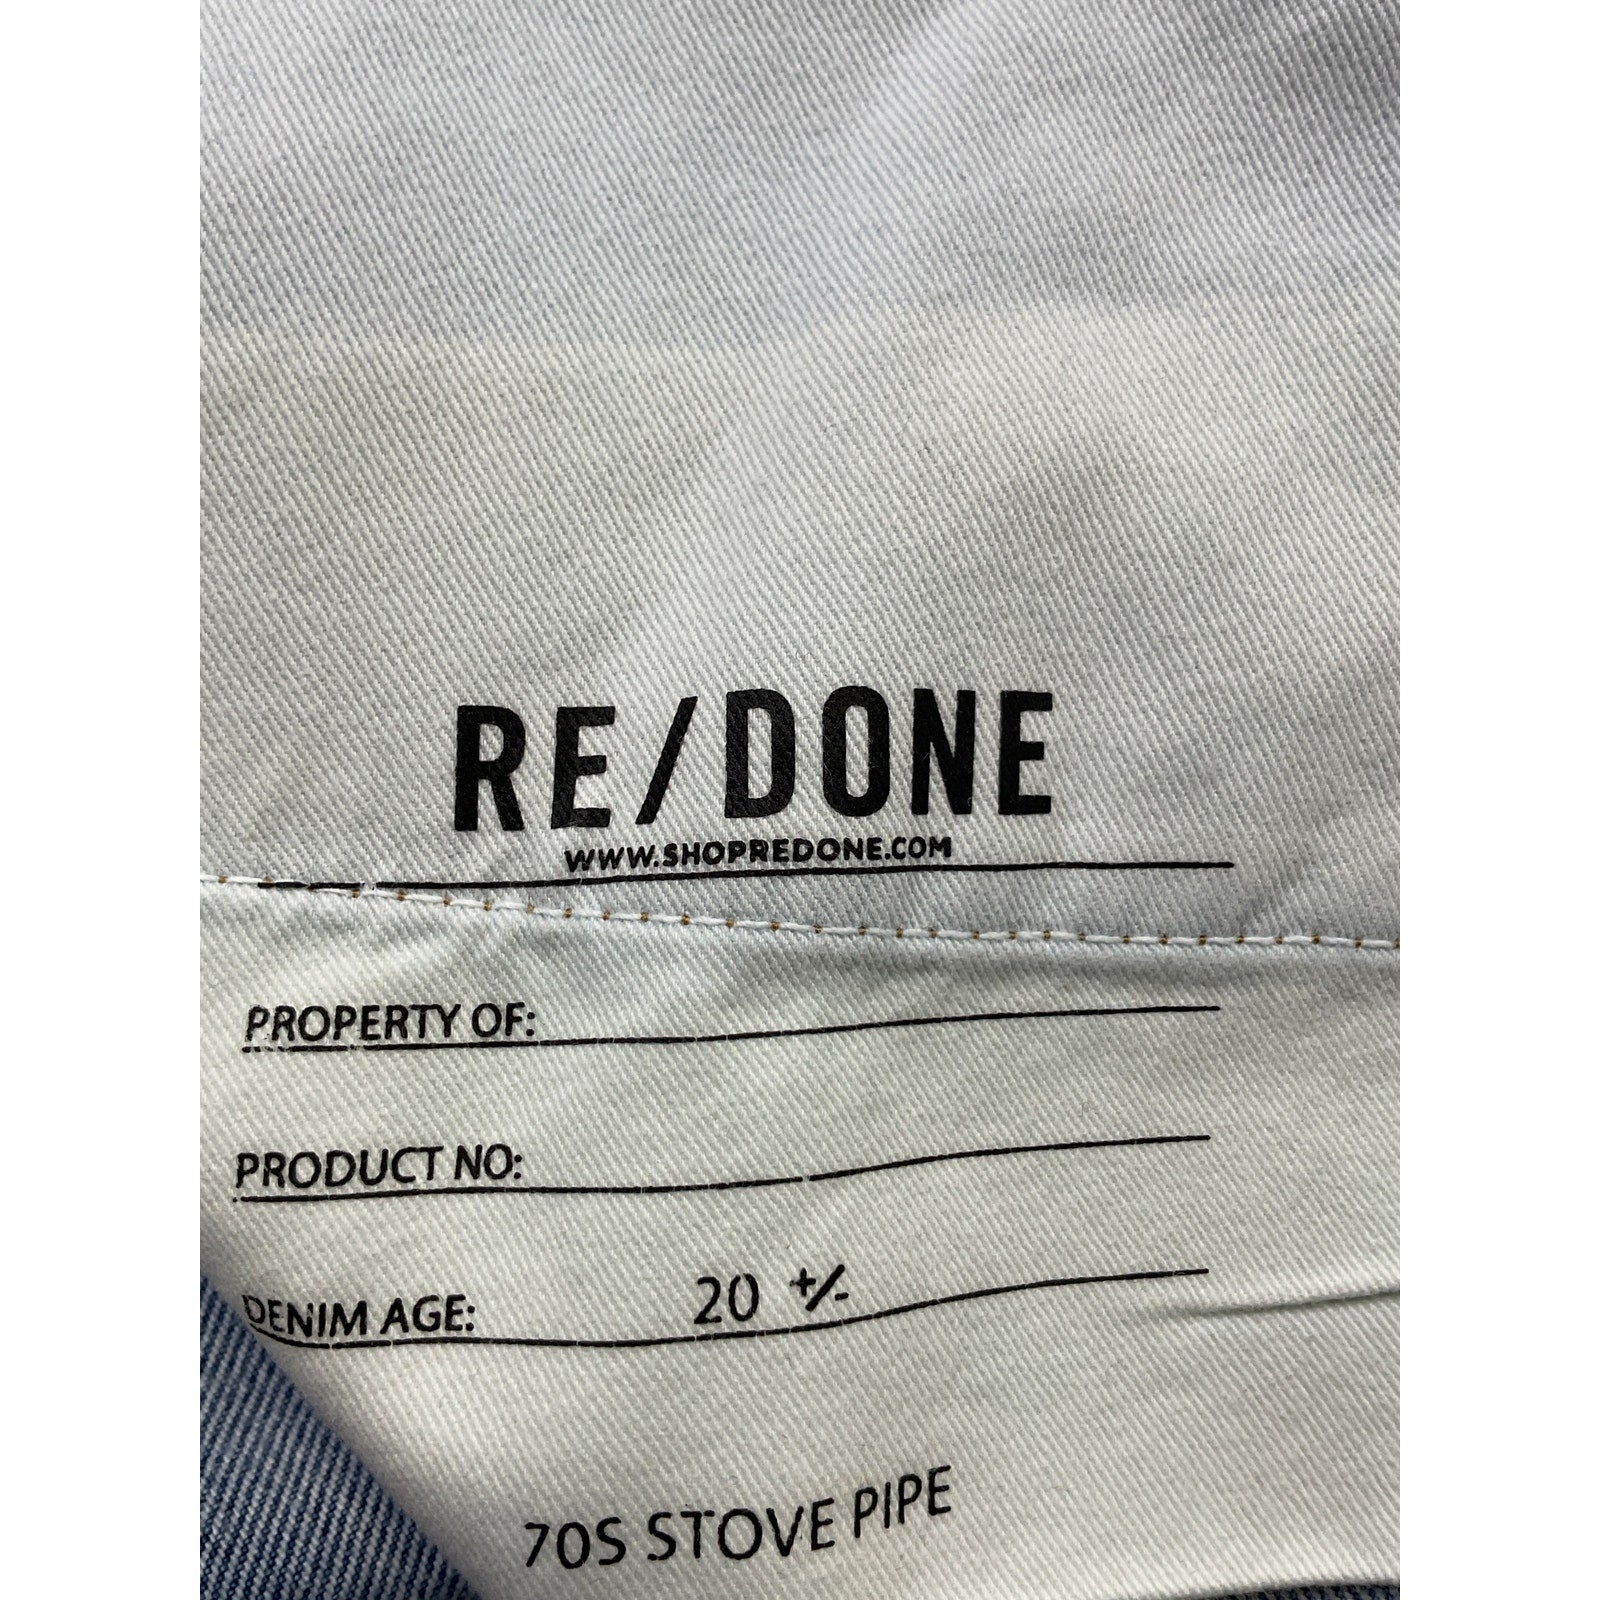 RE/DONE
WWW.SHOPREDONE.COM
PROPERTY OF:
PRODUCT NO:
DENIM AGE: 20 +/-
70S STOVE PIPE